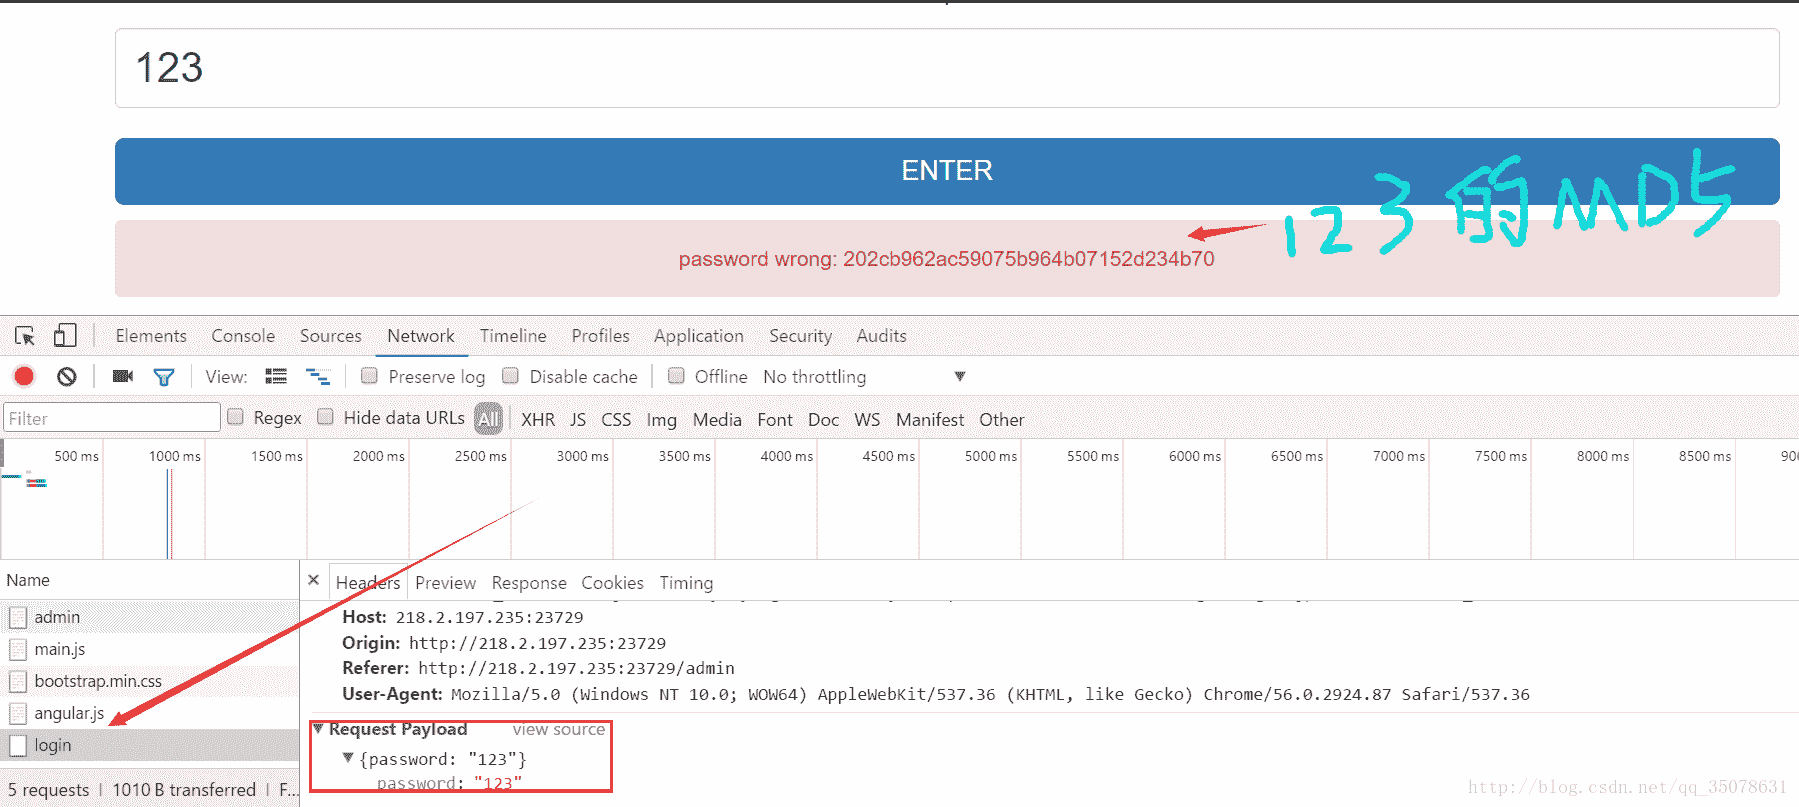 123
ENTER
123的MD5
password wrong: 202cb962ac59075b964b07152d234b70
Elements Console Sources Network Timeline Profiles Application Security Audits
View: Preserve log Disable cache Offline No throttling
Filter Regex Hide data URLs All XHR JS CSS Img Media Font Doc WS Manifest Other
500 ms 1000 ms 1500 ms 2000 ms 2500 ms 3000 ms 3500 ms 4000 ms 4500 ms 5000 ms 5500 ms 6000 ms 6500 ms 7000 ms 7500 ms 8000 ms 8500 ms 900
Name
admin
main.js
bootstrap.min.css
angular.js
login
5 requests | 1010 B transferred | F...
× Headers Preview Response Cookies Timing
Host: 218.2.197.235:23729
Origin: http://218.2.197.235:23729
Referer: http://218.2.197.235:23729/admin
User-Agent: Mozilla/5.0 (Windows NT 10.0; WOW64) AppleWebKit/537.36 (KHTML, like Gecko) Chrome/56.0.2924.87 Safari/537.36
Request Payload view source
{password: "123"}
password: "123"
http://blog.csdn.net/qq_35078631